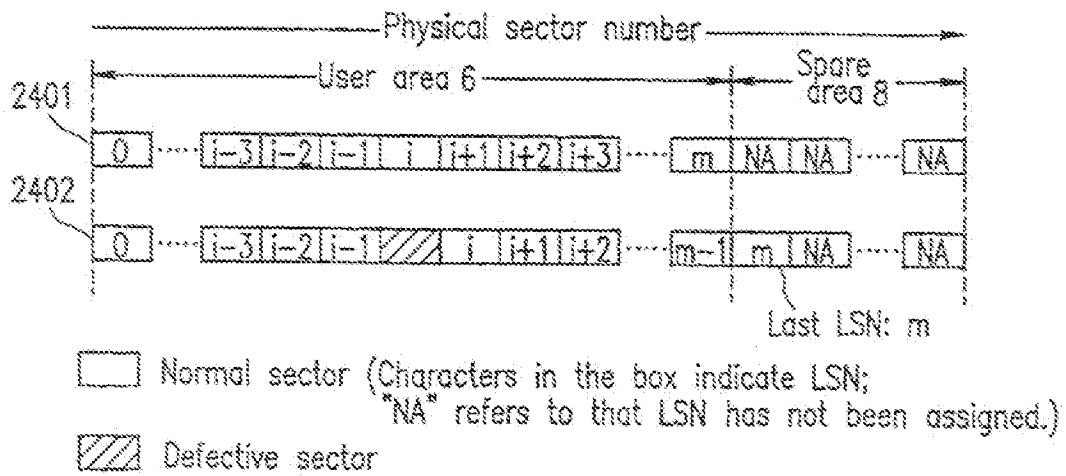 Physical sector number
User area 6
Spare
area 8
2401
0 ····· i-3 i-2 i-1 i i+1 i+2 i+3 ····· m NA NA ····· NA
2402
0 ····· i-3 i-2 i-1 i i+1 i+2 ····· m-1 m NA ····· NA
Last LSN: m
Normal sector (Characters in the box indicate LSN;
"NA" refers to that LSN has not been assigned.)
Defective sector